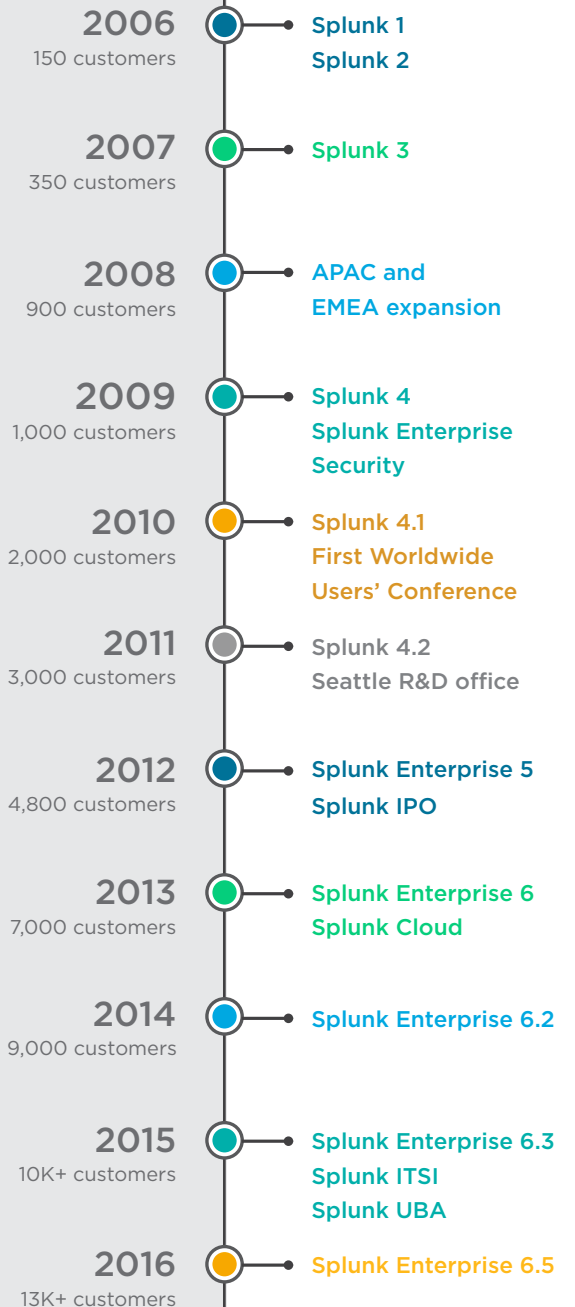 2006
150 customers
Splunk 1
Splunk 2
2007
350 customers
Splunk 3
2008
900 customers
APAC and
EMEA expansion
2009
1,000 customers
Splunk 4
Splunk Enterprise
Security
2010
2,000 customers
Splunk 4.1
First Worldwide
Users’ Conference
2011
3,000 customers
Splunk 4.2
Seattle R&D office
2012
4,800 customers
Splunk Enterprise 5
Splunk IPO
2013
7,000 customers
Splunk Enterprise 6
Splunk Cloud
2014
9,000 customers
Splunk Enterprise 6.2
2015
10K+ customers
Splunk Enterprise 6.3
Splunk ITSI
Splunk UBA
2016
13K+ customers
Splunk Enterprise 6.5